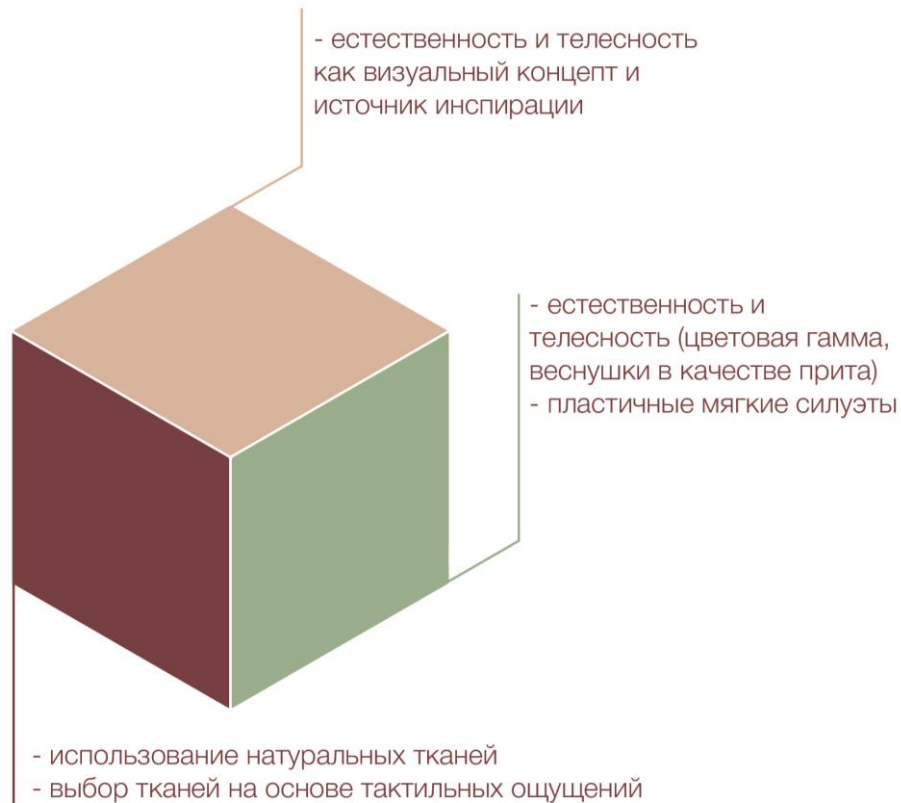 - естественность и телесность
как визуальный концепт и
источник инспирации
- естественность и
телесность (цветовая гамма,
веснушки в качестве прита)
- пластичные мягкие силуэты
- использование натуральных тканей
- выбор тканей на основе тактильных ощущений